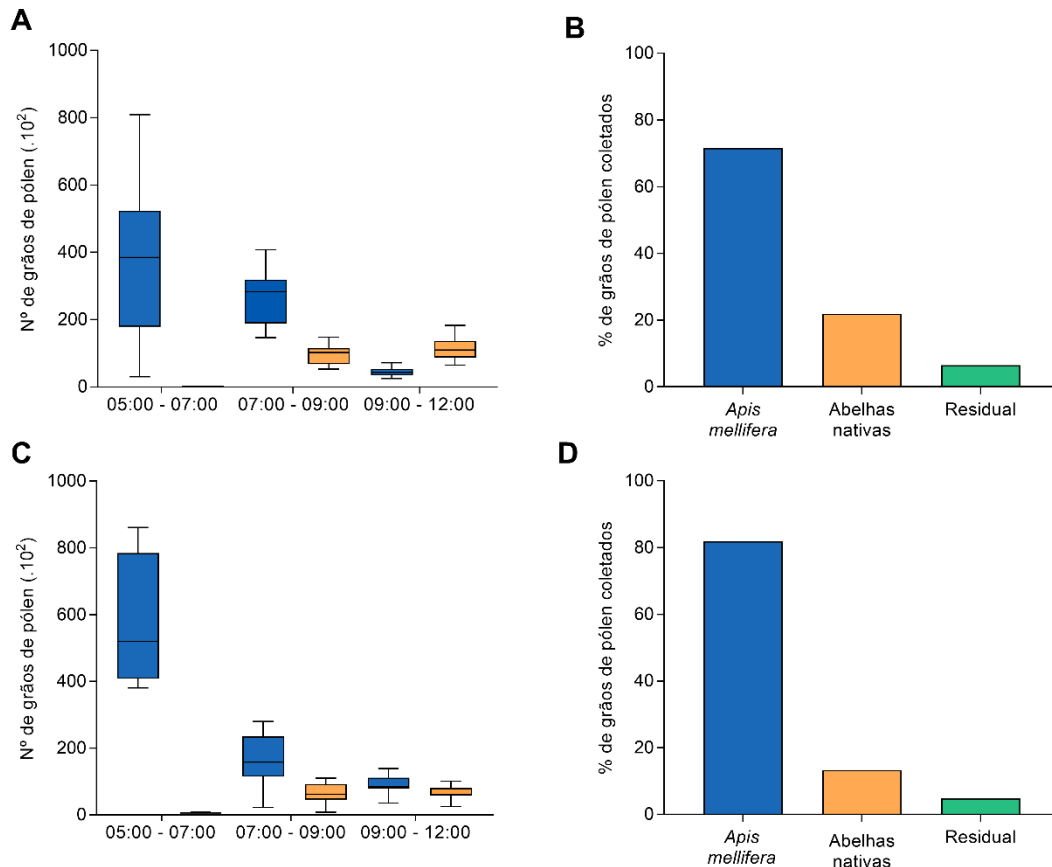 A
Nº de grãos de pólen (.10²)
1000
800
600
400
200
0
05:00 - 07:00 07:00 - 09:00 09:00 - 12:00
B
% de grãos de pólen coletados
100
80
60
40
20
0
Apis
mellifera
Abelhas
nativas
Residual
C
Nº de grãos de pólen (.10²)
1000
800
600
400
200
0
05:00 - 07:00 07:00 - 09:00 09:00 - 12:00
D
% de grãos de pólen coletados
100
80
60
40
20
0
Apis
mellifera
Abelhas
nativas
Residual